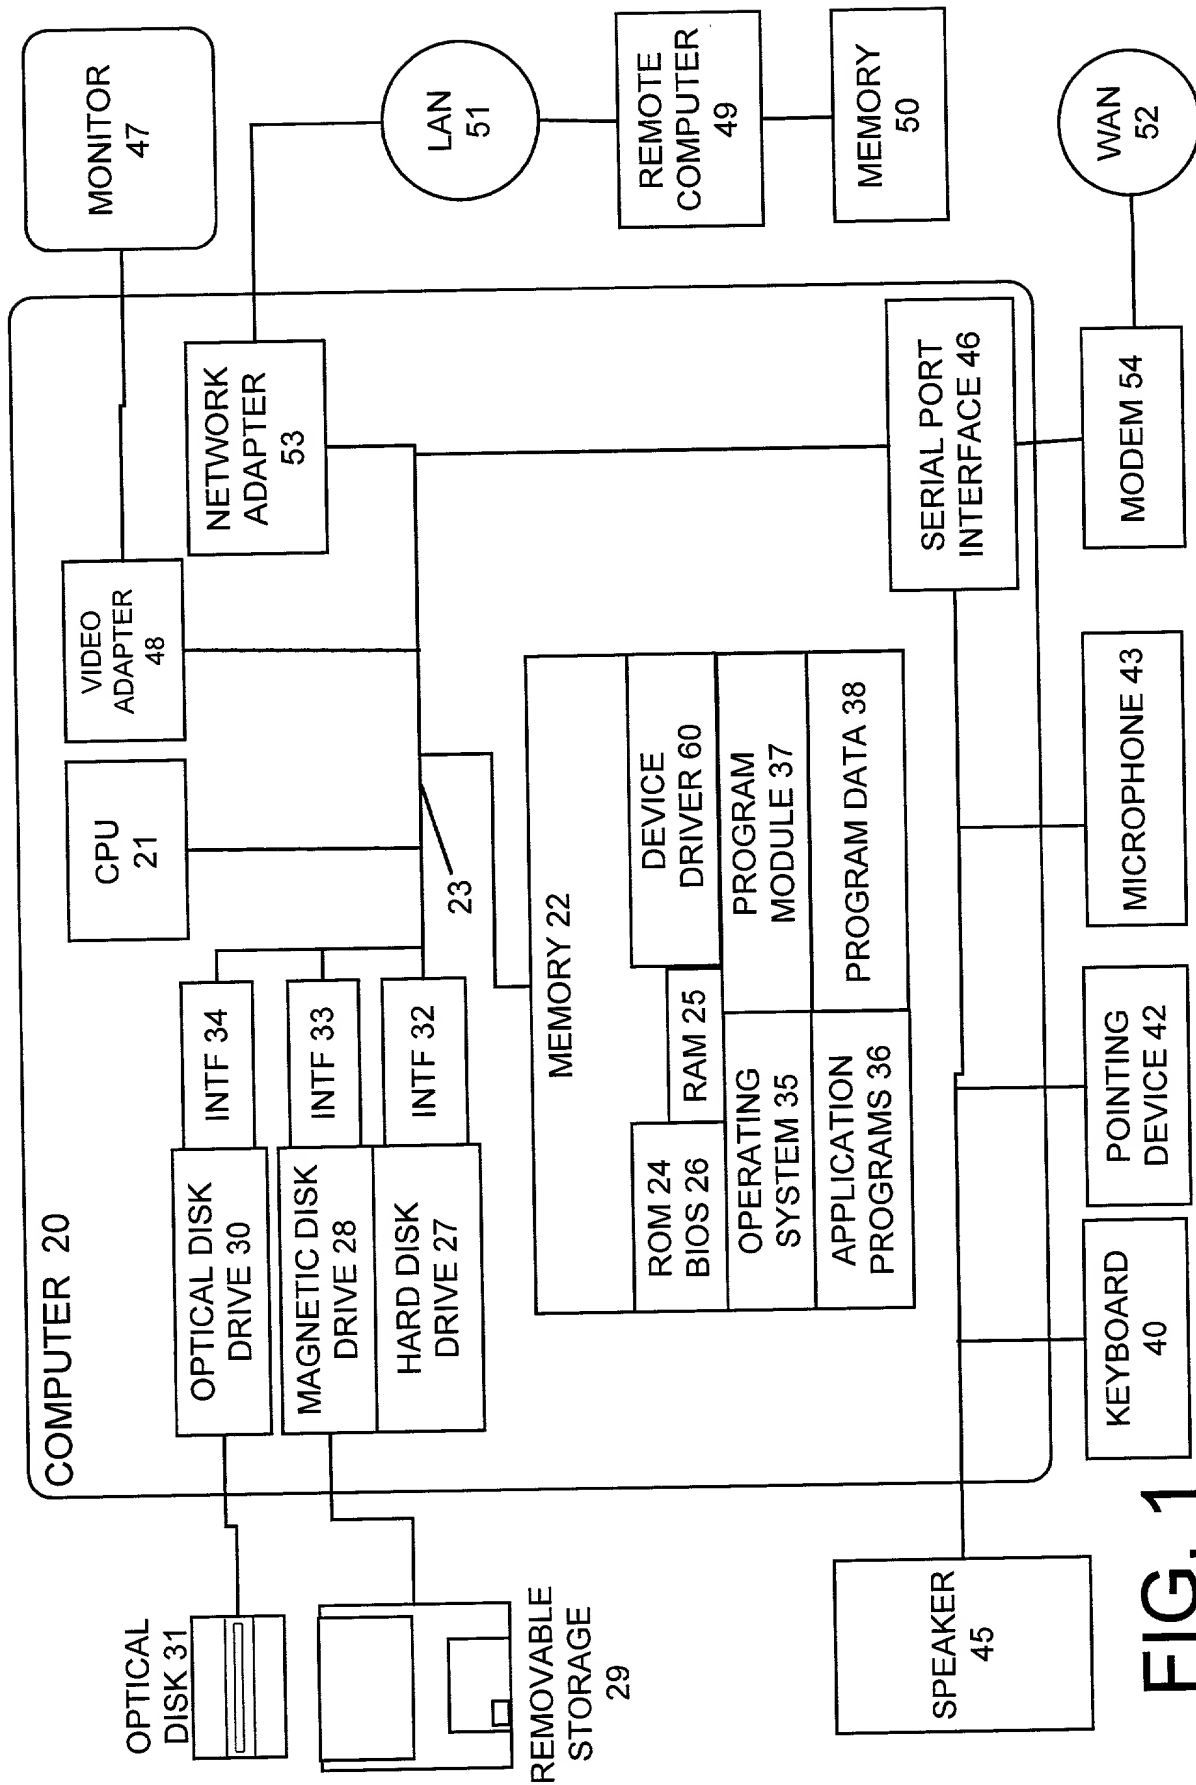 COMPUTER 20
OPTICAL
DISK 31
REMOVABLE
STORAGE
29
OPTICAL DISK
DRIVE 30
MAGNETIC DISK
DRIVE 28
HARD DISK
DRIVE 27
INTF 34
INTF 33
INTF 32
CPU
21
VIDEO
ADAPTER
48
NETWORK
ADAPTER
53
MONITOR
47
LAN
51
REMOTE
COMPUTER
49
MEMORY
50
23
MEMORY 22
ROM 24
BIOS 26
RAM 25
DEVICE
DRIVER 60
OPERATING
SYSTEM 35
PROGRAM
MODULE 37
APPLICATION
PROGRAMS 36
PROGRAM DATA 38
SERIAL PORT
INTERFACE 46
SPEAKER
45
KEYBOARD
40
POINTING
DEVICE 42
MICROPHONE 43
MODEM 54
WAN
52
FIG. 1